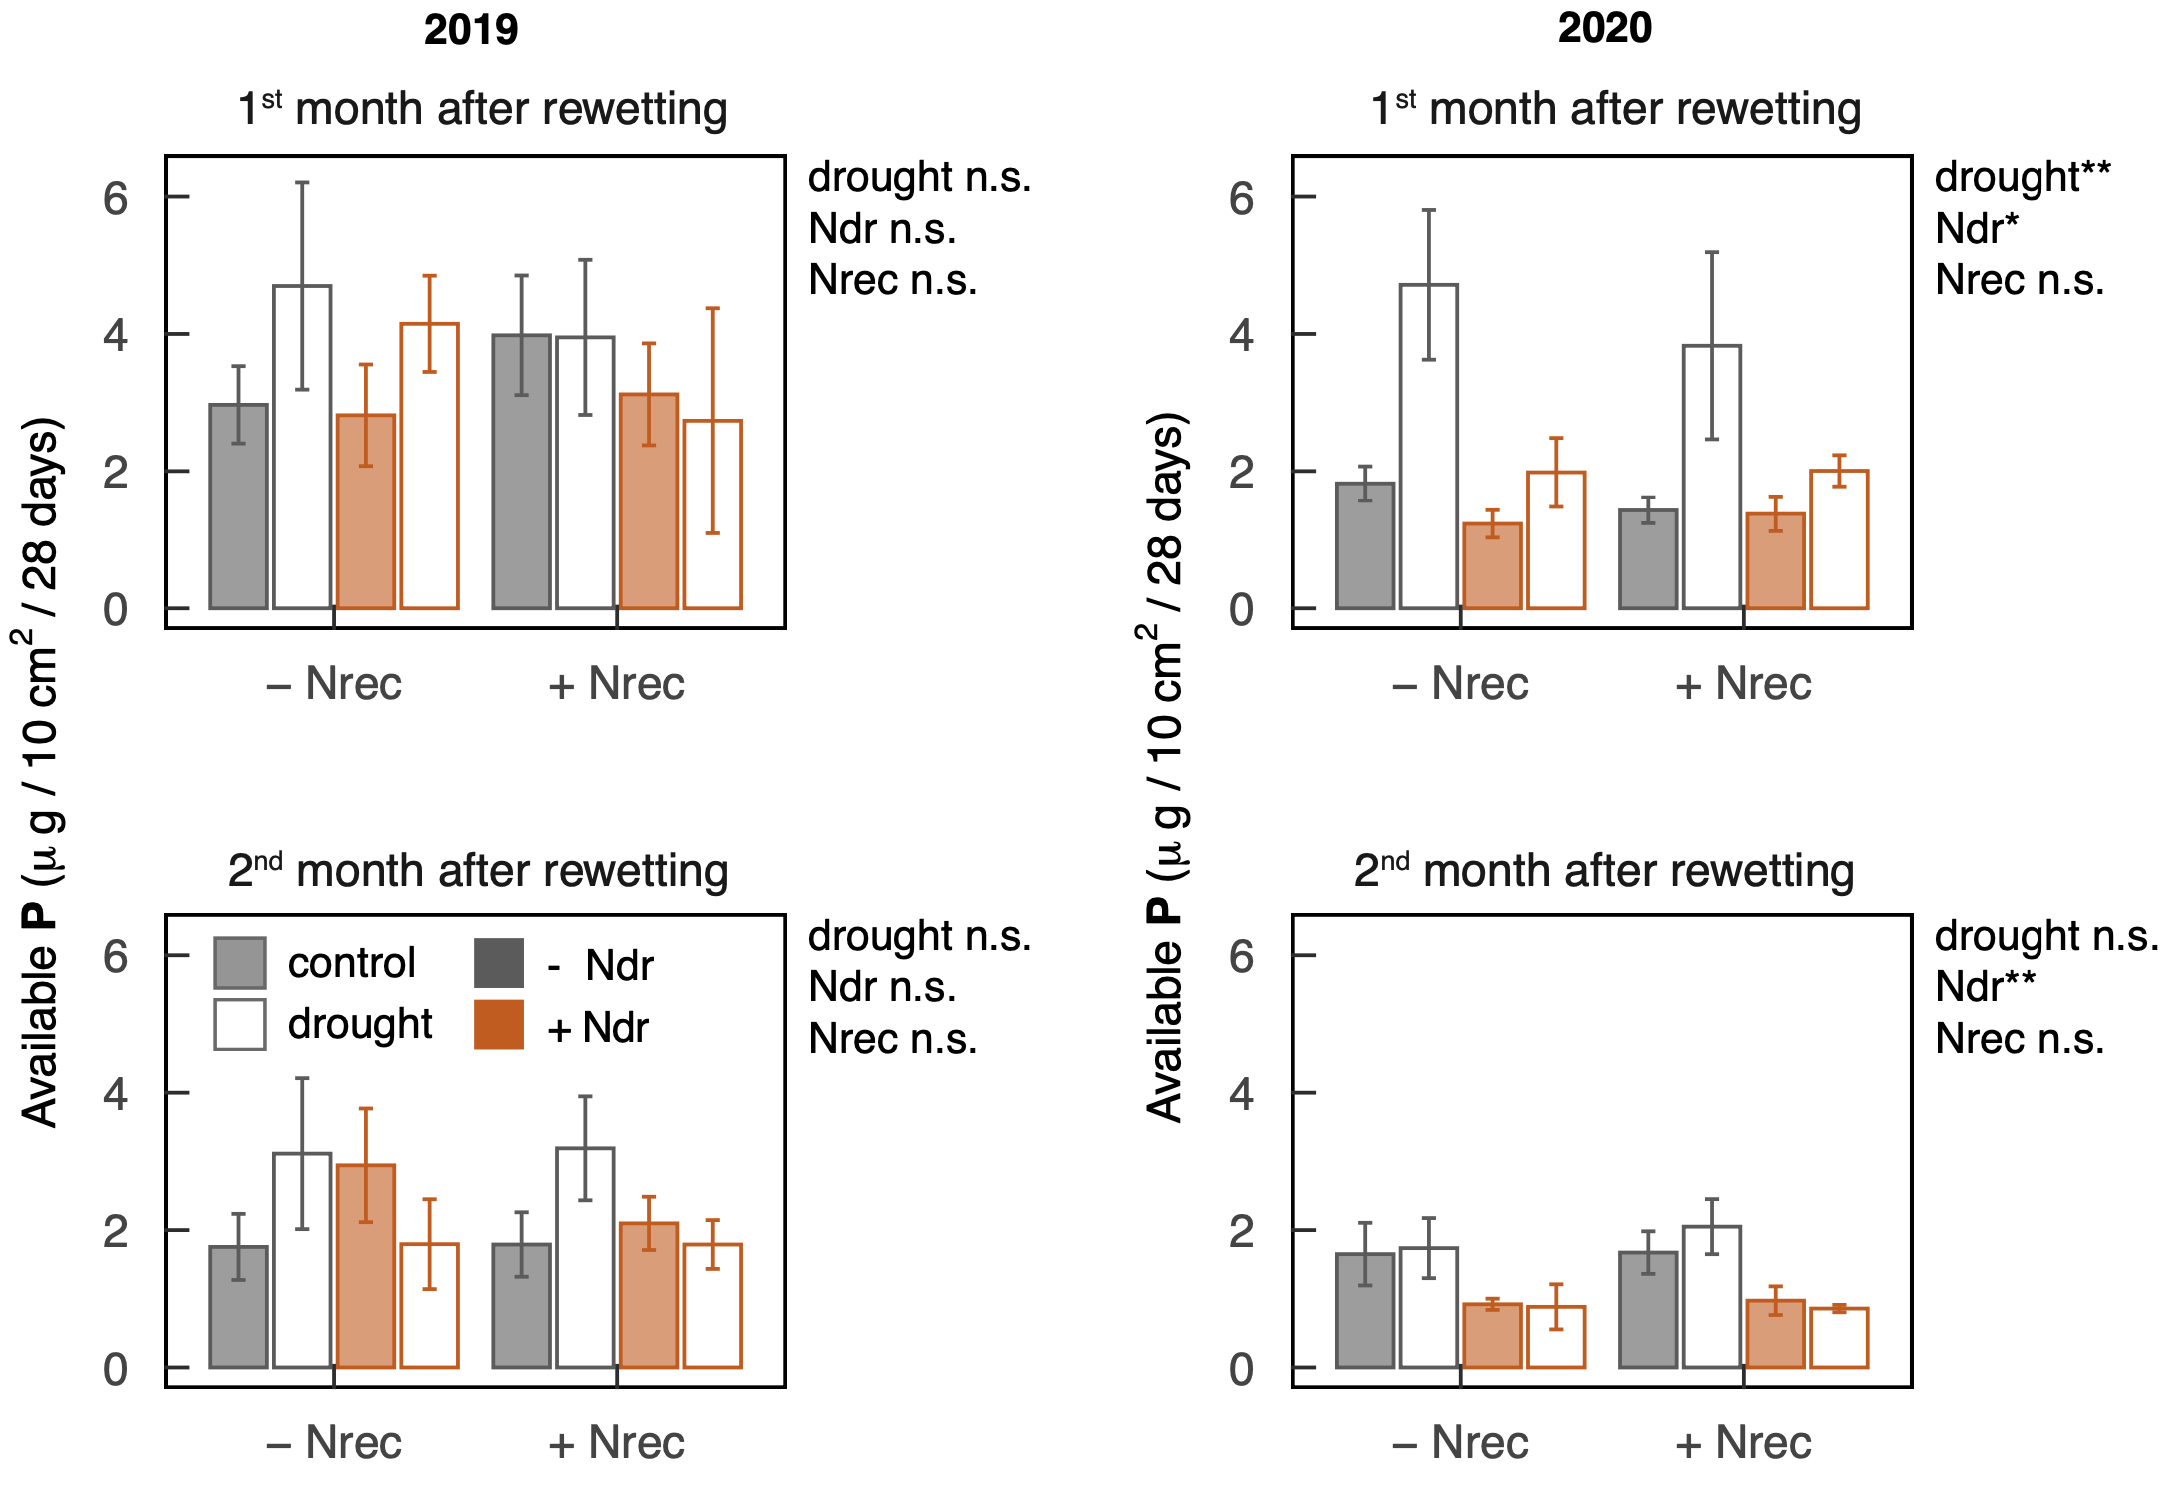 2019
1st month after rewetting
6
4
2
0
– Nrec + Nrec
drought n.s.
Ndr n.s.
Nrec n.s.
2nd month after rewetting
6
4
2
0
control - Ndr
drought + Ndr
– Nrec + Nrec
drought n.s.
Ndr n.s.
Nrec n.s.
Available P (μ g / 10 cm2 / 28 days)
2020
1st month after rewetting
6
4
2
0
– Nrec + Nrec
drought**
Ndr*
Nrec n.s.
2nd month after rewetting
6
4
2
0
– Nrec + Nrec
drought n.s.
Ndr**
Nrec n.s.
Available P (μ g / 10 cm2 / 28 days)